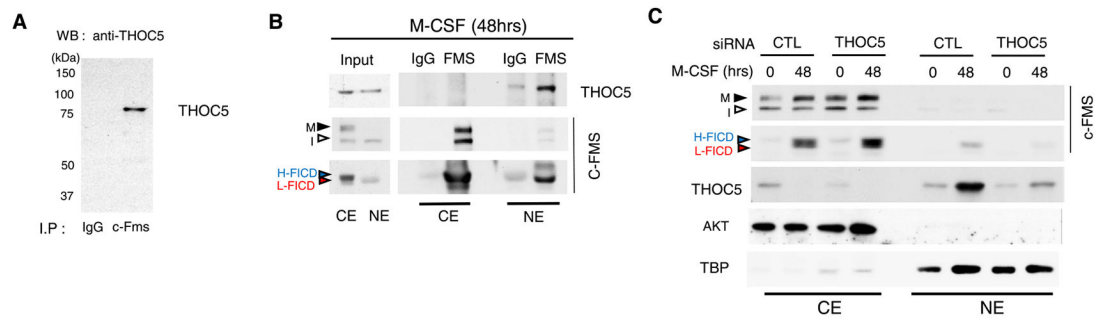 A
WB : anti-THOC5
(kDa)
150
100
75
50
37
THOC5
I.P : IgG c-Fms
B
M-CSF (48hrs)
Input IgG FMS IgG FMS
THOC5
M
I
H-FICD
L-FICD
C-FMS
CE NE CE NE
C
siRNA CTL THOC5 CTL THOC5
M-CSF (hrs) 0 48 0 48 0 48 0 48
M
I
H-FICD
L-FICD
c-FMS
THOC5
AKT
TBP
CE NE